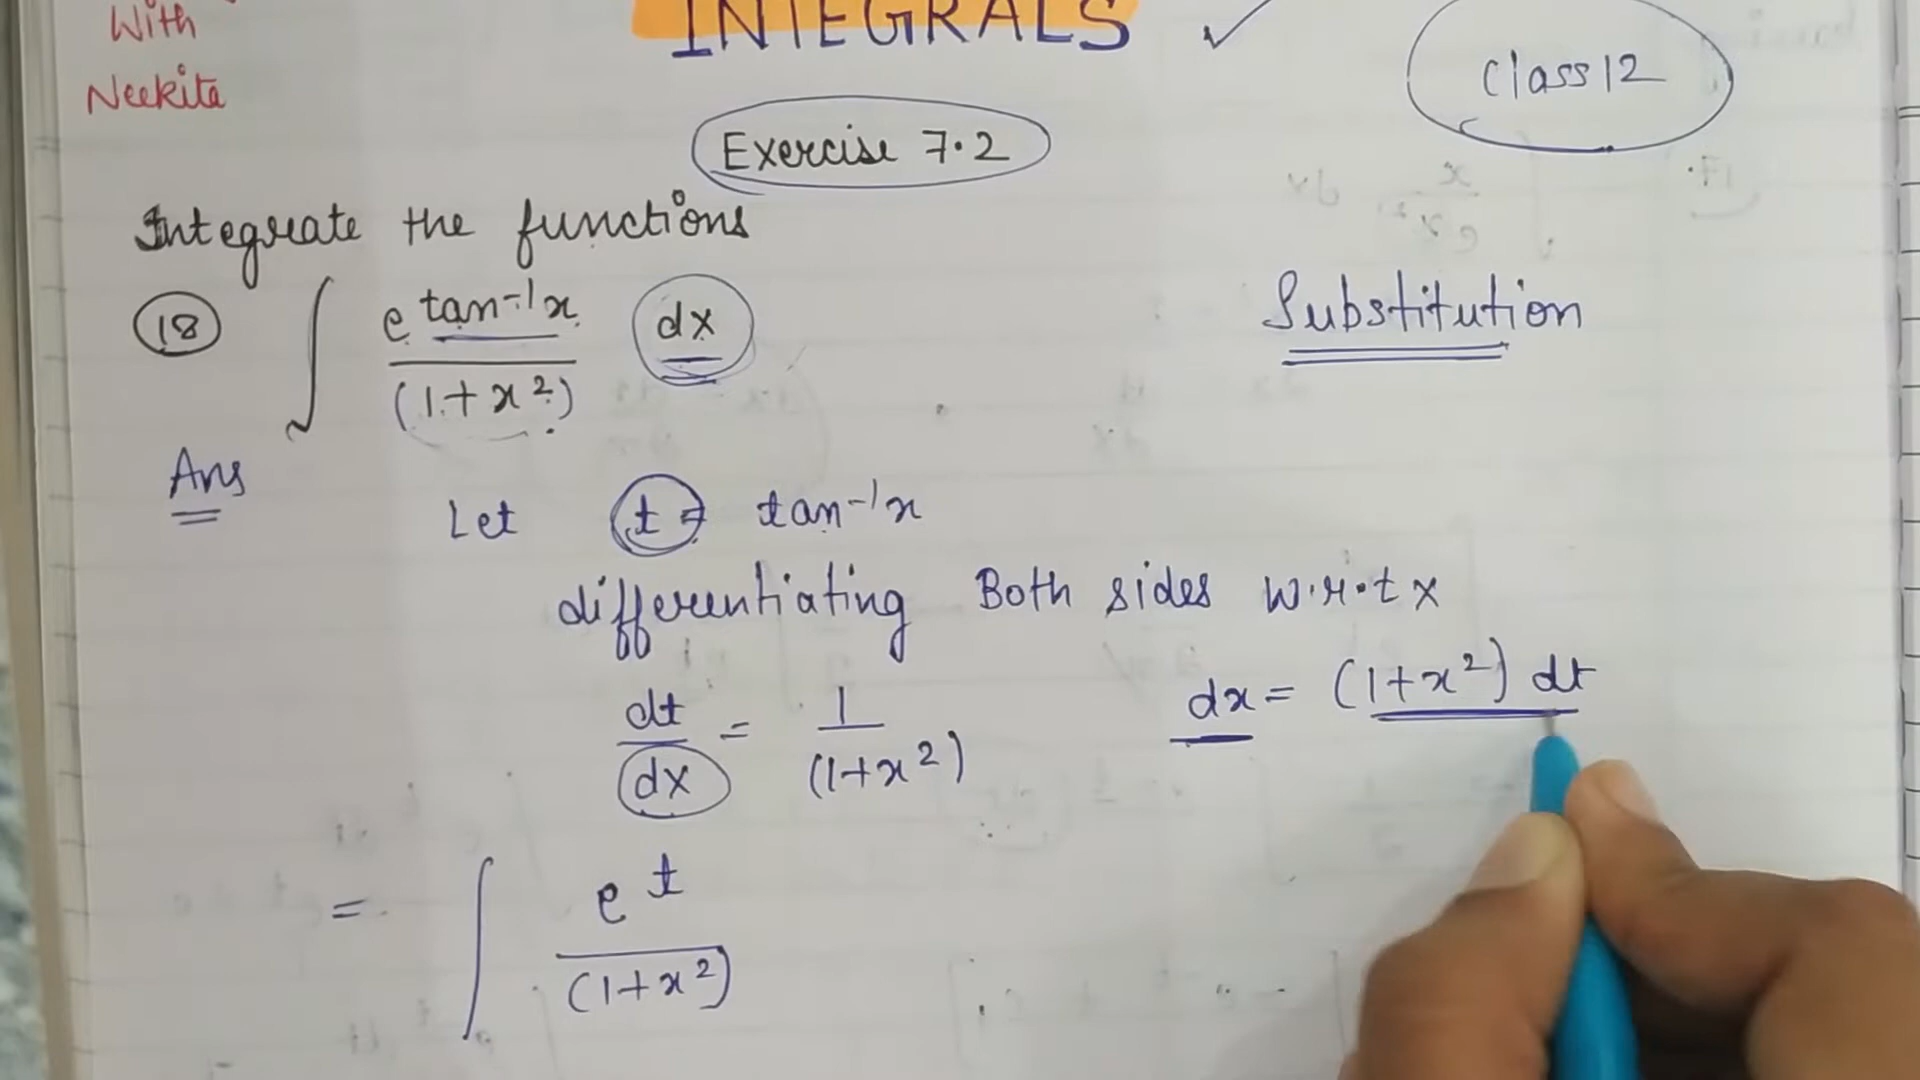 With
Neekita
INTEGRALS ✓
Class 12
Exercise 7.2
Integrate the functions
Substitution
(18) ∫ e^tan⁻¹x / (1+x²) dx
Ans
Let t = tan⁻¹x
differentiating Both sides w.r.t x
dt/dx = 1/(1+x²) dx = (1+x²) dt
= ∫ e^t / (1+x²)